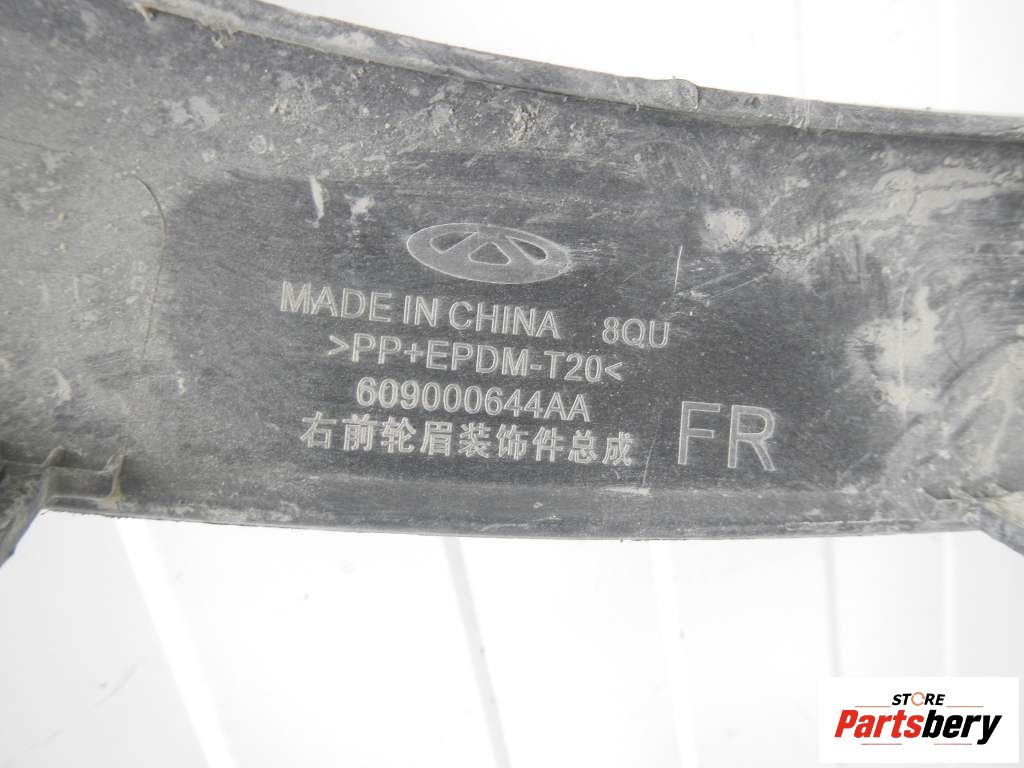 MADE IN CHINA 8QU
>PP+EPDM-T20<
609000644AA
右前轮眉装饰件总成 FR
STORE
Partsbery